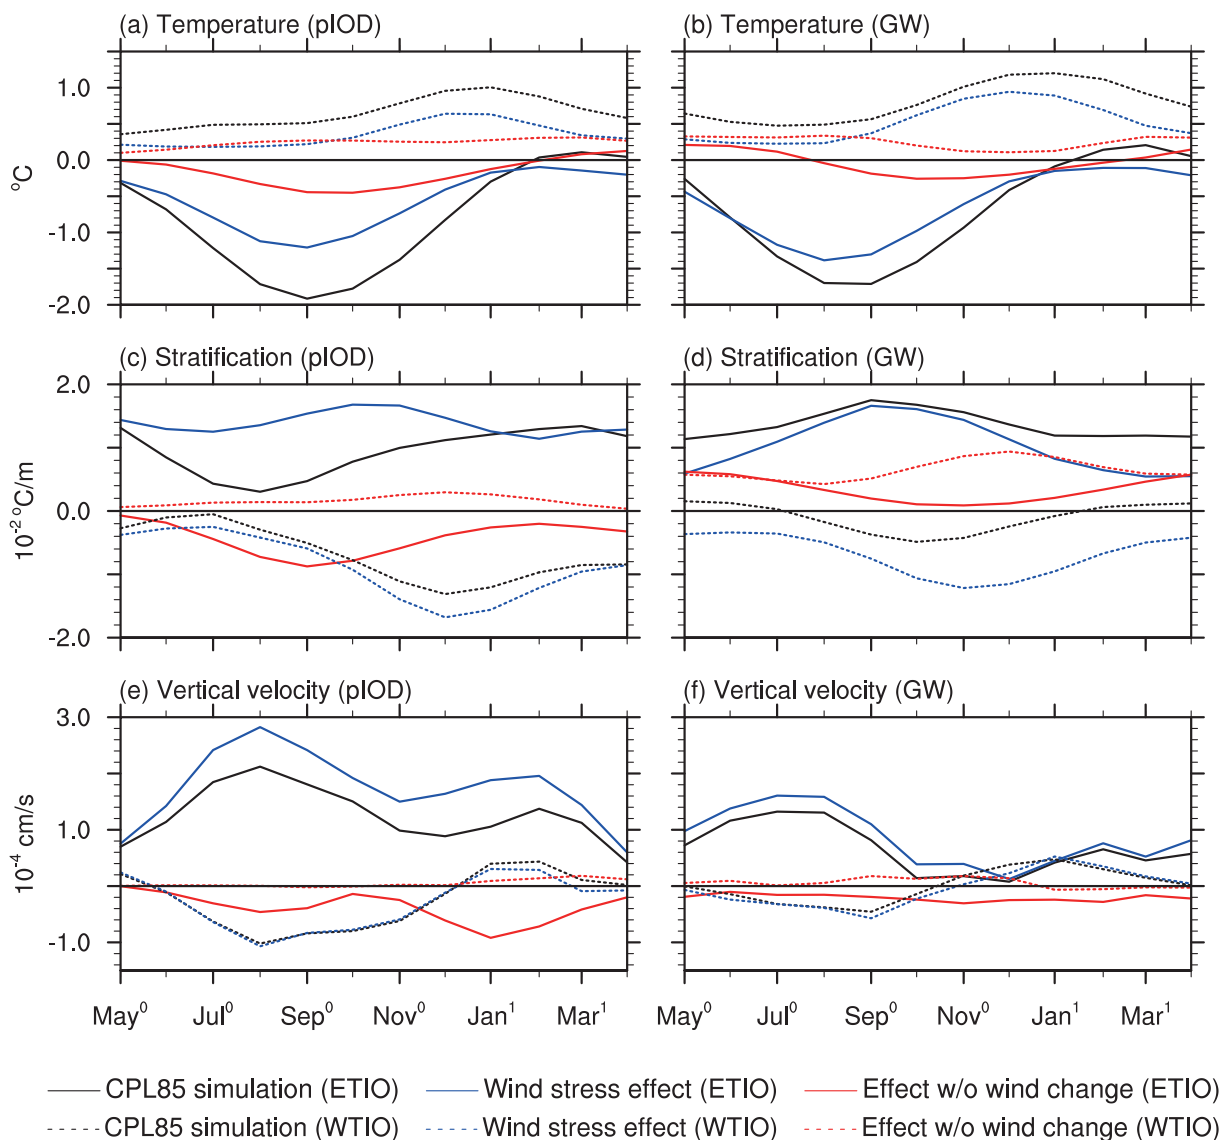 (a) Temperature (pIOD)
(b) Temperature (GW)
1.0
0.0
-1.0
-2.0
°C
(c) Stratification (pIOD)
(d) Stratification (GW)
2.0
0.0
-2.0
10⁻² °C/m
(e) Vertical velocity (pIOD)
(f) Vertical velocity (GW)
3.0
1.0
-1.0
10⁻⁴ cm/s
May⁰ Jul⁰ Sep⁰ Nov⁰ Jan¹ Mar¹
May⁰ Jul⁰ Sep⁰ Nov⁰ Jan¹ Mar¹
CPL85 simulation (ETIO) Wind stress effect (ETIO) Effect w/o wind change (ETIO)
CPL85 simulation (WTIO) Wind stress effect (WTIO) Effect w/o wind change (WTIO)